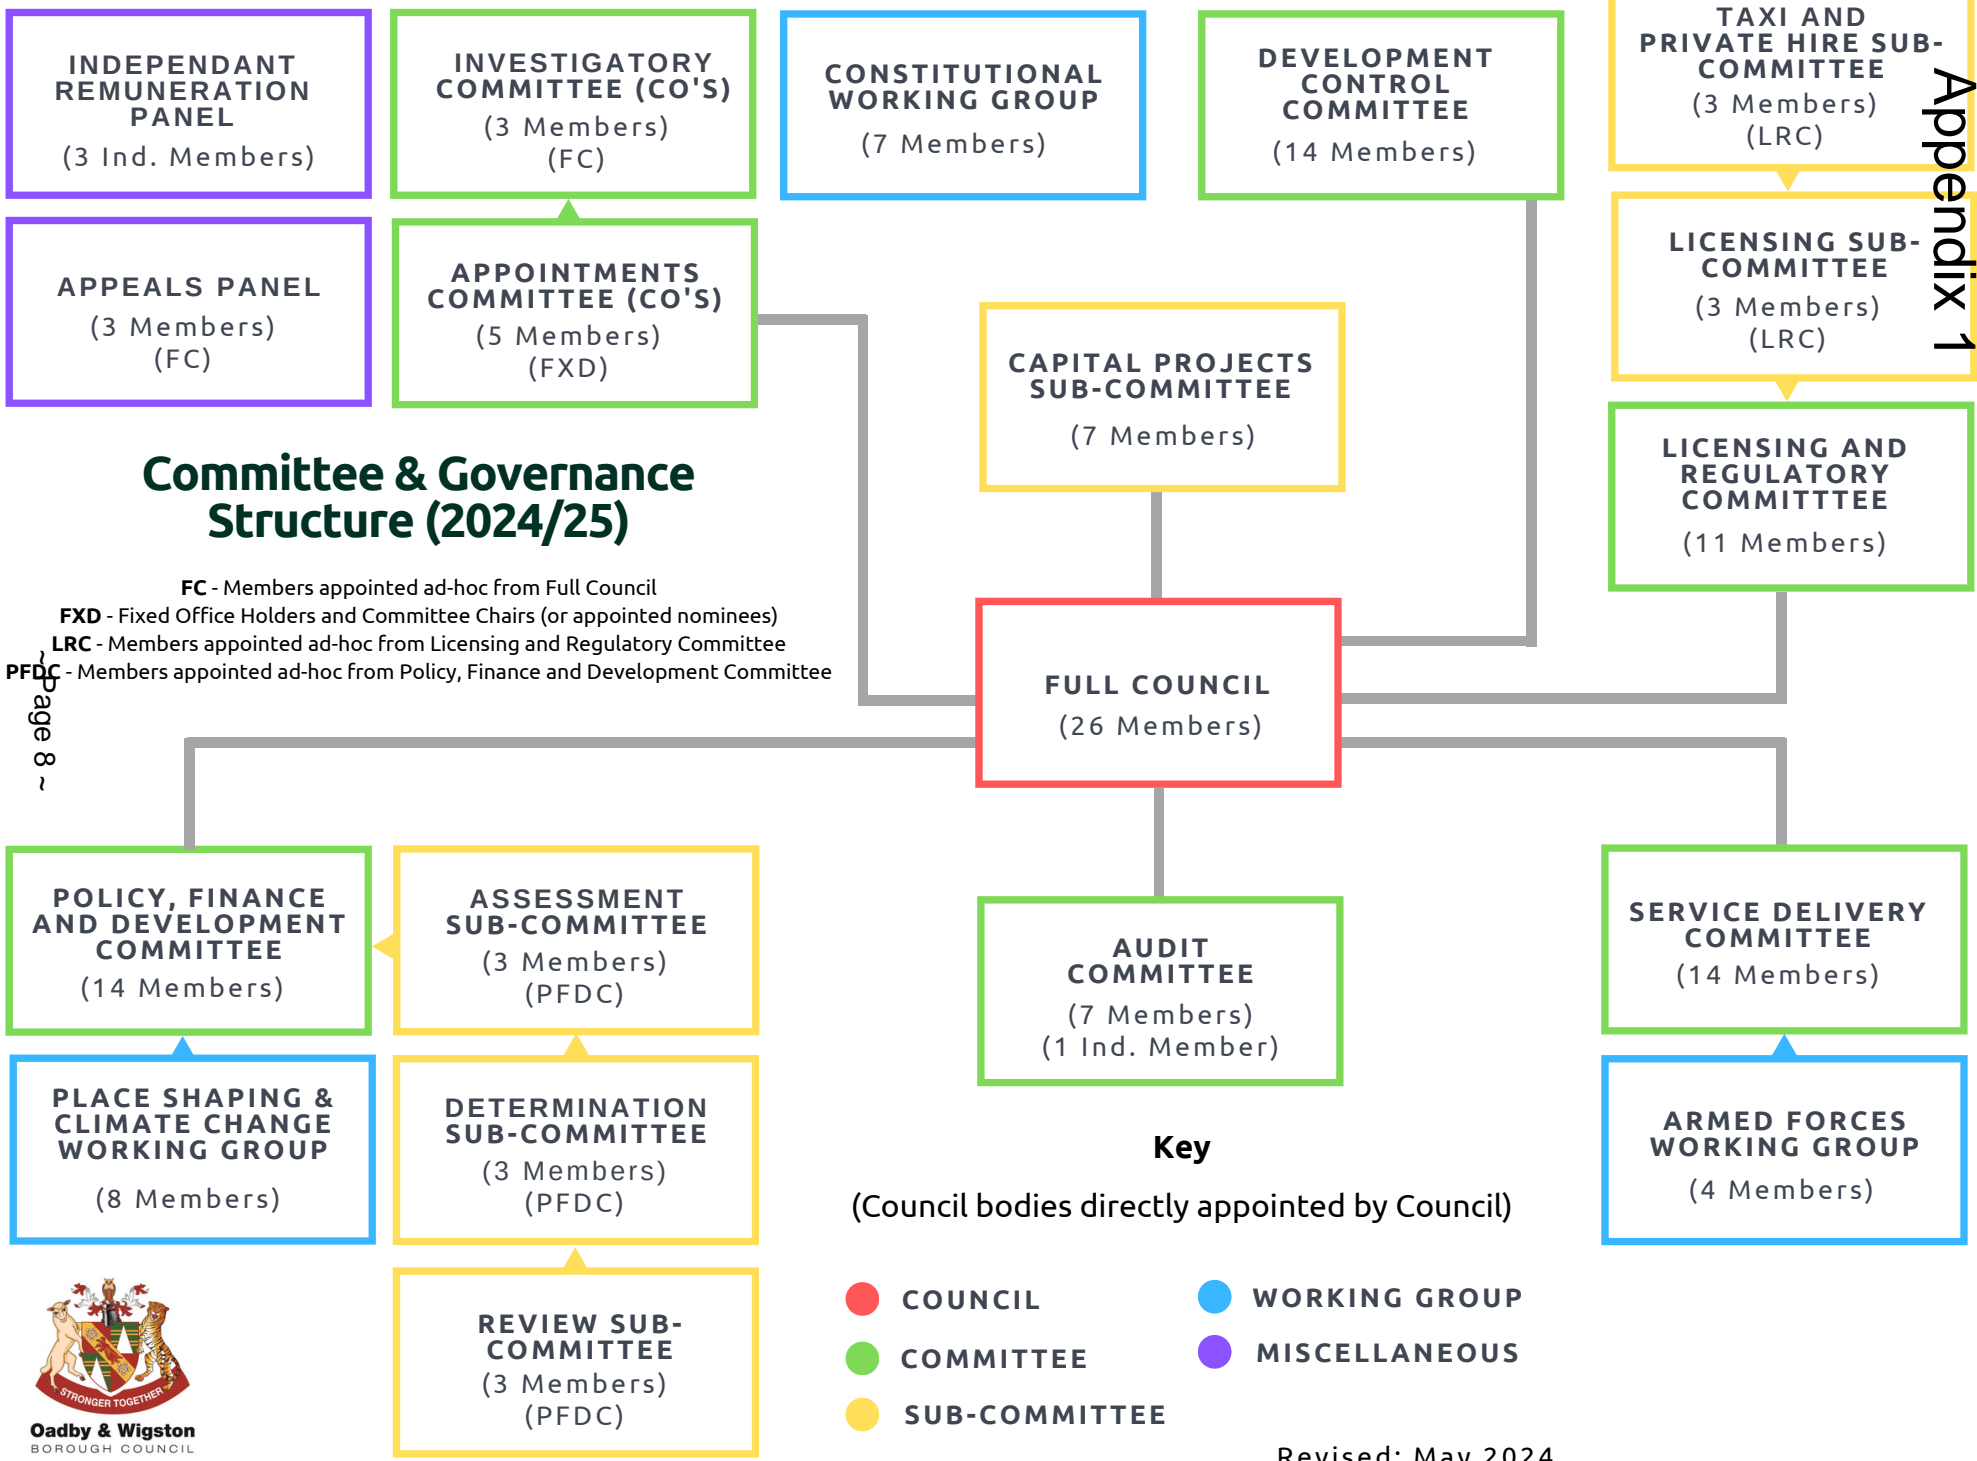 INDEPENDANT
REMUNERATION
PANEL
(3 Ind. Members)
INVESTIGATORY
COMMITTEE (CO'S)
(3 Members)
(FC)
CONSTITUTIONAL
WORKING GROUP
(7 Members)
DEVELOPMENT
CONTROL
COMMITTEE
(14 Members)
TAXI AND
PRIVATE HIRE SUB-
COMMITTEE
(3 Members)
(LRC)
Appendix 1
APPEALS PANEL
(3 Members)
(FC)
APPOINTMENTS
COMMITTEE (CO'S)
(5 Members)
(FXD)
CAPITAL PROJECTS
SUB-COMMITTEE
(7 Members)
LICENSING SUB-
COMMITTEE
(3 Members)
(LRC)
LICENSING AND
REGULATORY
COMMITTTEE
(11 Members)
Committee & Governance
Structure (2024/25)
FC - Members appointed ad-hoc from Full Council
FXD - Fixed Office Holders and Committee Chairs (or appointed nominees)
LRC - Members appointed ad-hoc from Licensing and Regulatory Committee
PFDC - Members appointed ad-hoc from Policy, Finance and Development Committee
~ Page 8 ~
FULL COUNCIL
(26 Members)
POLICY, FINANCE
AND DEVELOPMENT
COMMITTEE
(14 Members)
ASSESSMENT
SUB-COMMITTEE
(3 Members)
(PFDC)
AUDIT
COMMITTEE
(7 Members)
(1 Ind. Member)
SERVICE DELIVERY
COMMITTEE
(14 Members)
PLACE SHAPING &
CLIMATE CHANGE
WORKING GROUP
(8 Members)
DETERMINATION
SUB-COMMITTEE
(3 Members)
(PFDC)
ARMED FORCES
WORKING GROUP
(4 Members)
REVIEW SUB-
COMMITTEE
(3 Members)
(PFDC)
Key
(Council bodies directly appointed by Council)
COUNCIL
COMMITTEE
SUB-COMMITTEE
WORKING GROUP
MISCELLANEOUS
STRONGER TOGETHER
Oadby & Wigston
BOROUGH COUNCIL
Revised: May 2024